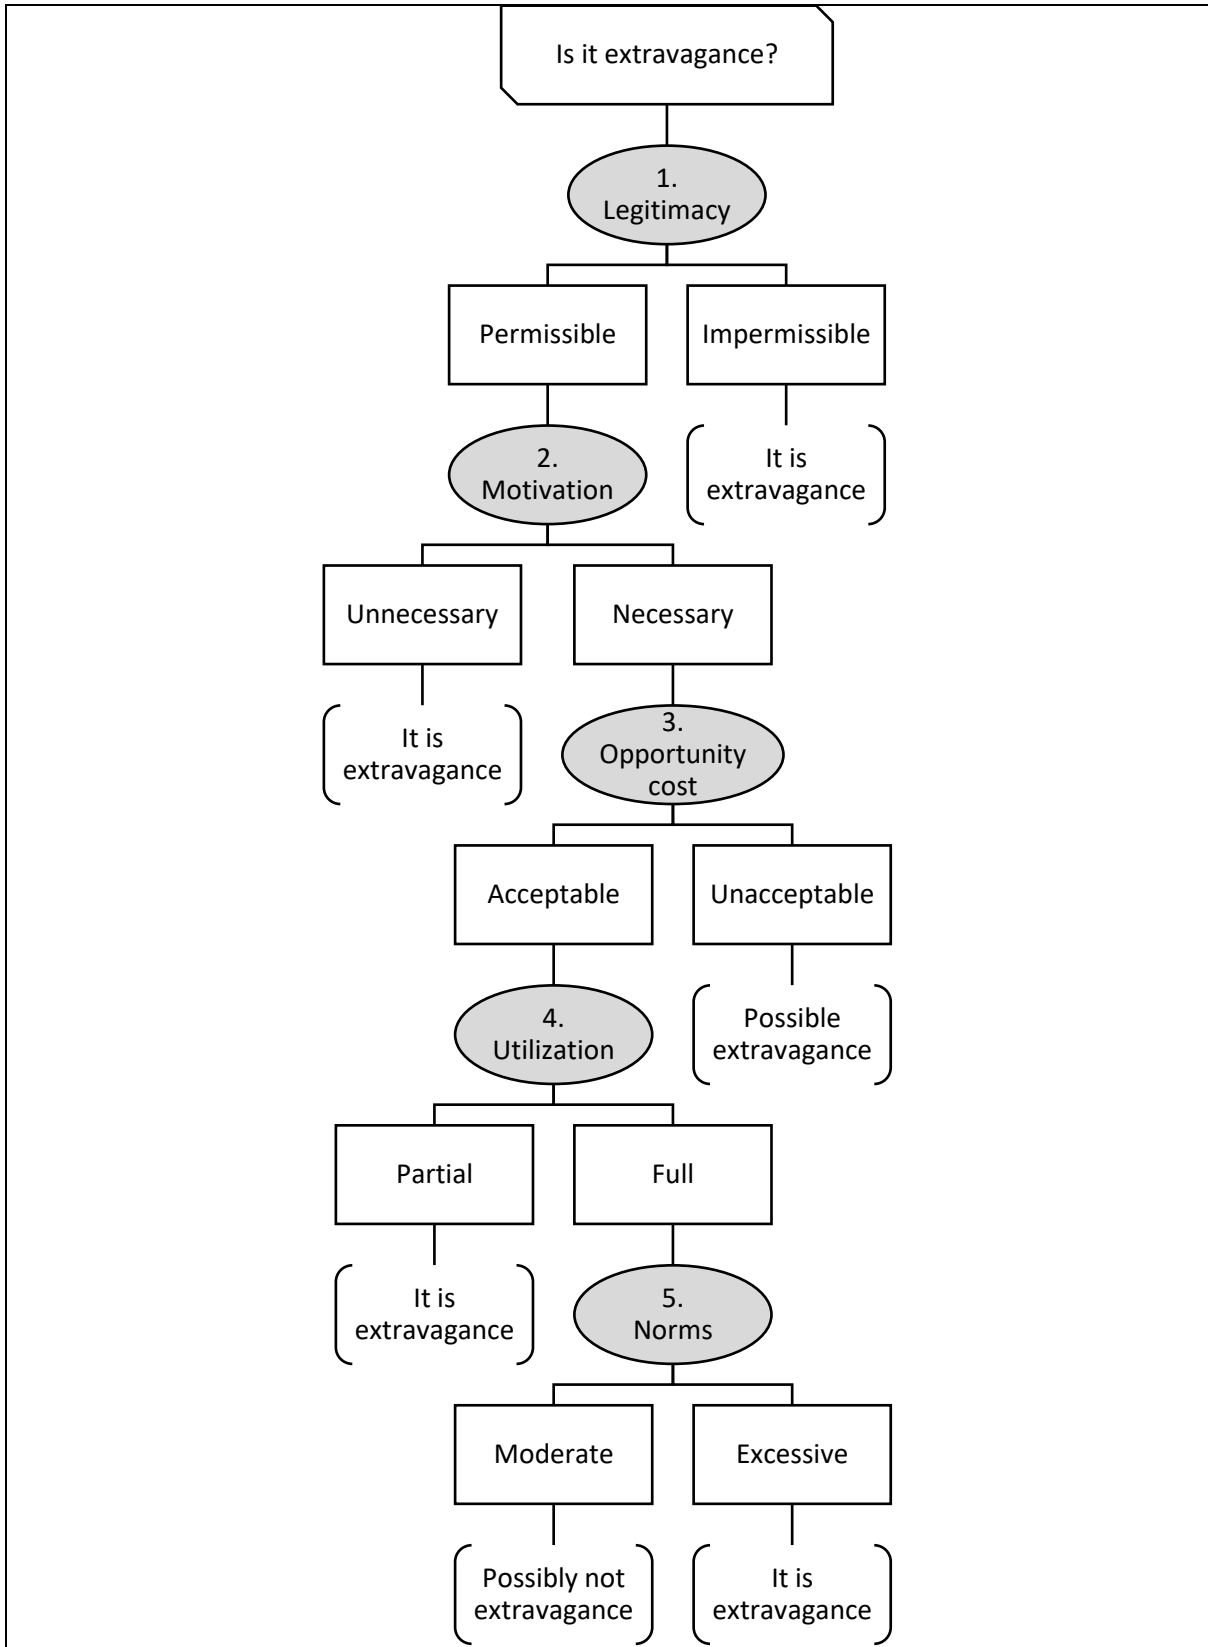 Is it extravagance?
1.
Legitimacy
Permissible
Impermissible
2.
Motivation
It is
extravagance
Unnecessary
Necessary
It is
extravagance
3.
Opportunity
cost
Acceptable
Unacceptable
4.
Utilization
Possible
extravagance
Partial
Full
It is
extravagance
5.
Norms
Moderate
Excessive
Possibly not
extravagance
It is
extravagance